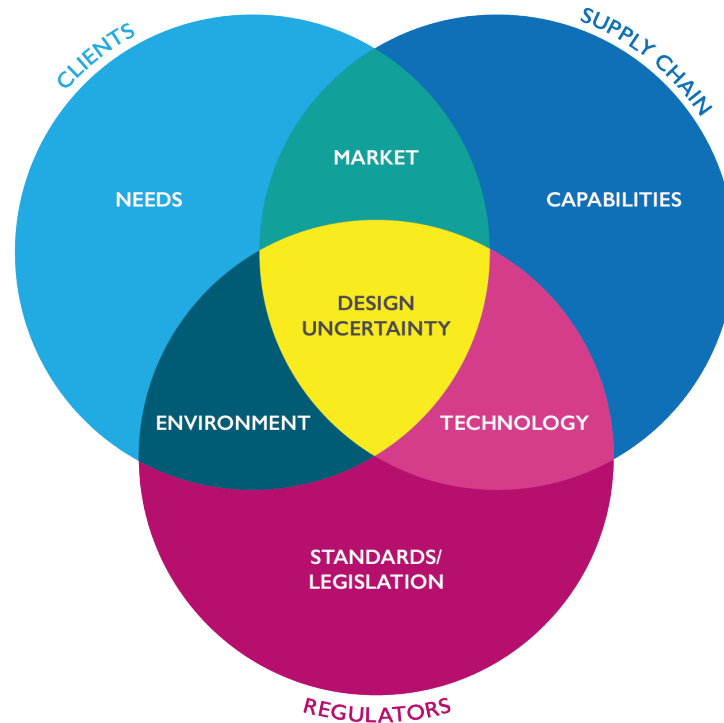 CLIENTS
SUPPLY CHAIN
MARKET
NEEDS
CAPABILITIES
DESIGN
UNCERTAINTY
ENVIRONMENT
TECHNOLOGY
STANDARDS/
LEGISLATION
REGULATORS